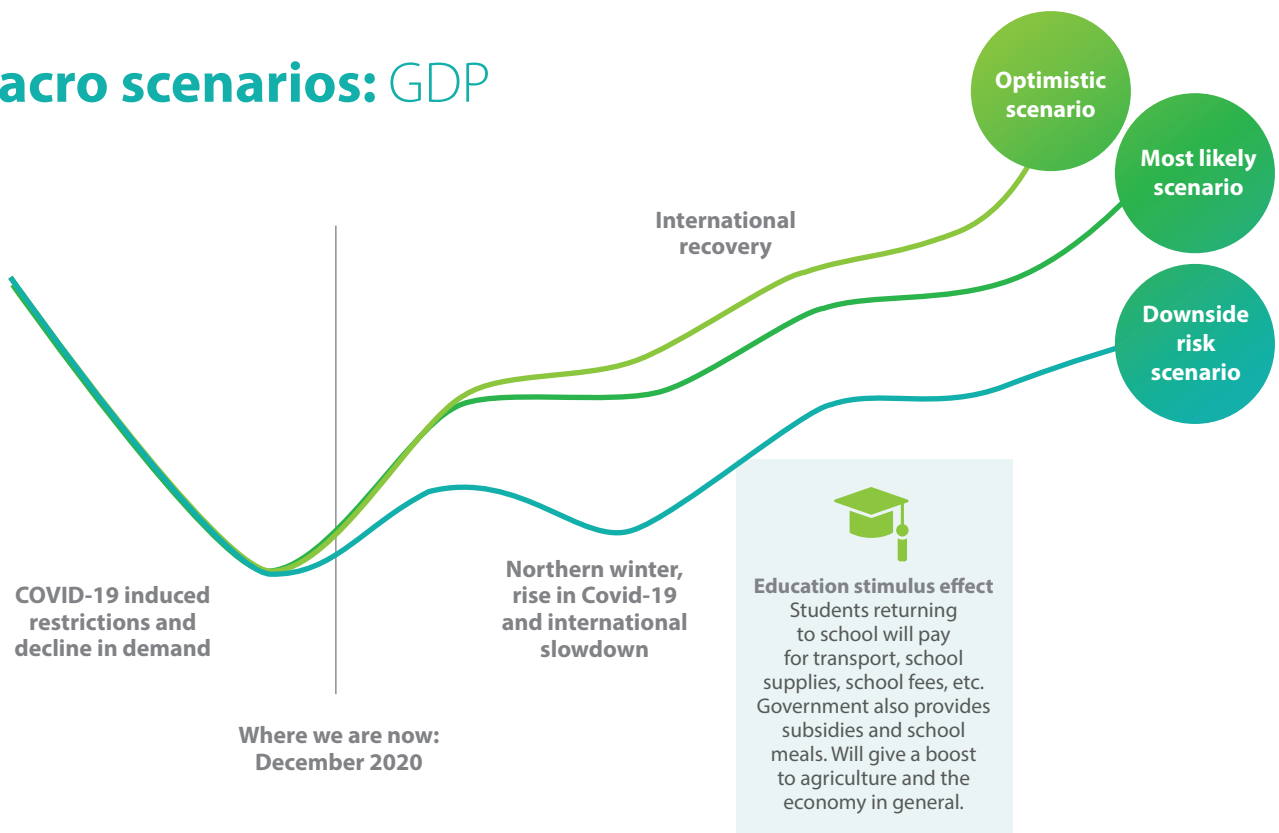 acro scenarios: GDP
Optimistic
scenario
Most likely
scenario
International
recovery
Downside
risk
scenario
COVID-19 induced
restrictions and
decline in demand
Northern winter,
rise in Covid-19
and international
slowdown
Education stimulus effect
Students returning
to school will pay
for transport, school
supplies, school fees, etc.
Government also provides
subsidies and school
meals. Will give a boost
to agriculture and the
economy in general.
Where we are now:
December 2020